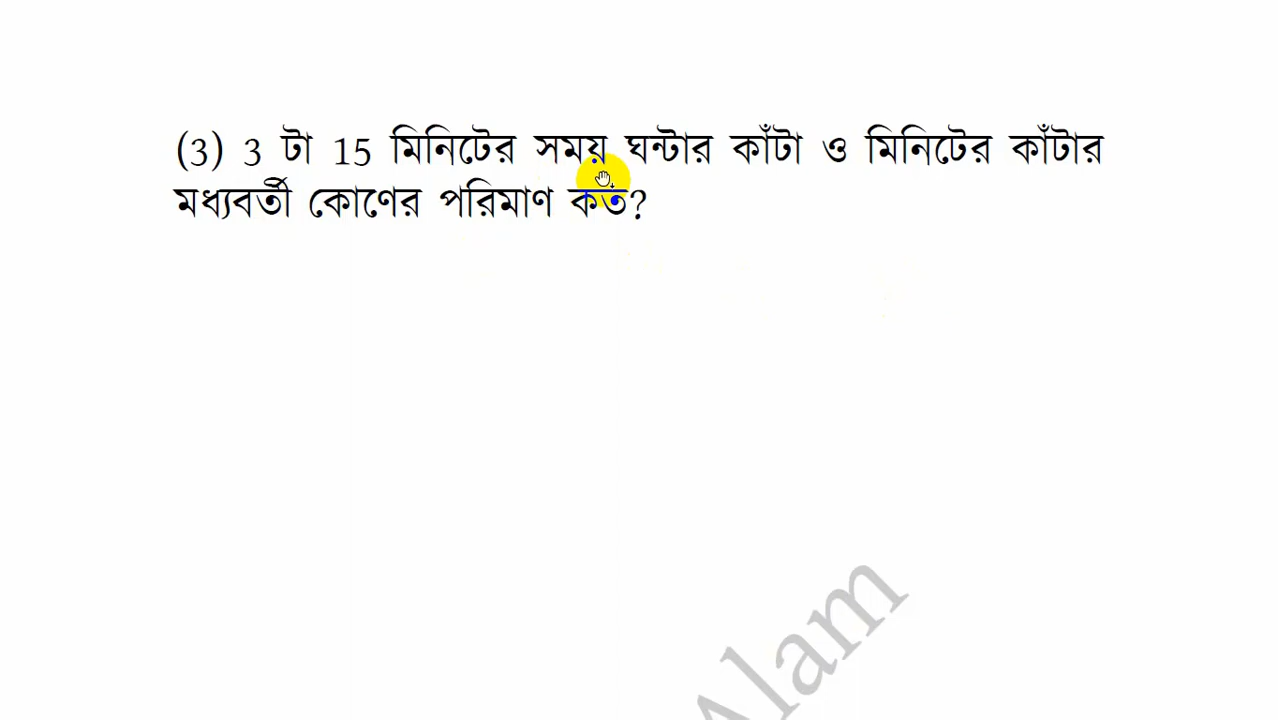 (3) 3 টা 15 মিনিটের সময় ঘন্টার কাঁটা ও মিনিটের কাঁটার
মধ্যবর্তী কোণের পরিমাণ কত?
Alam